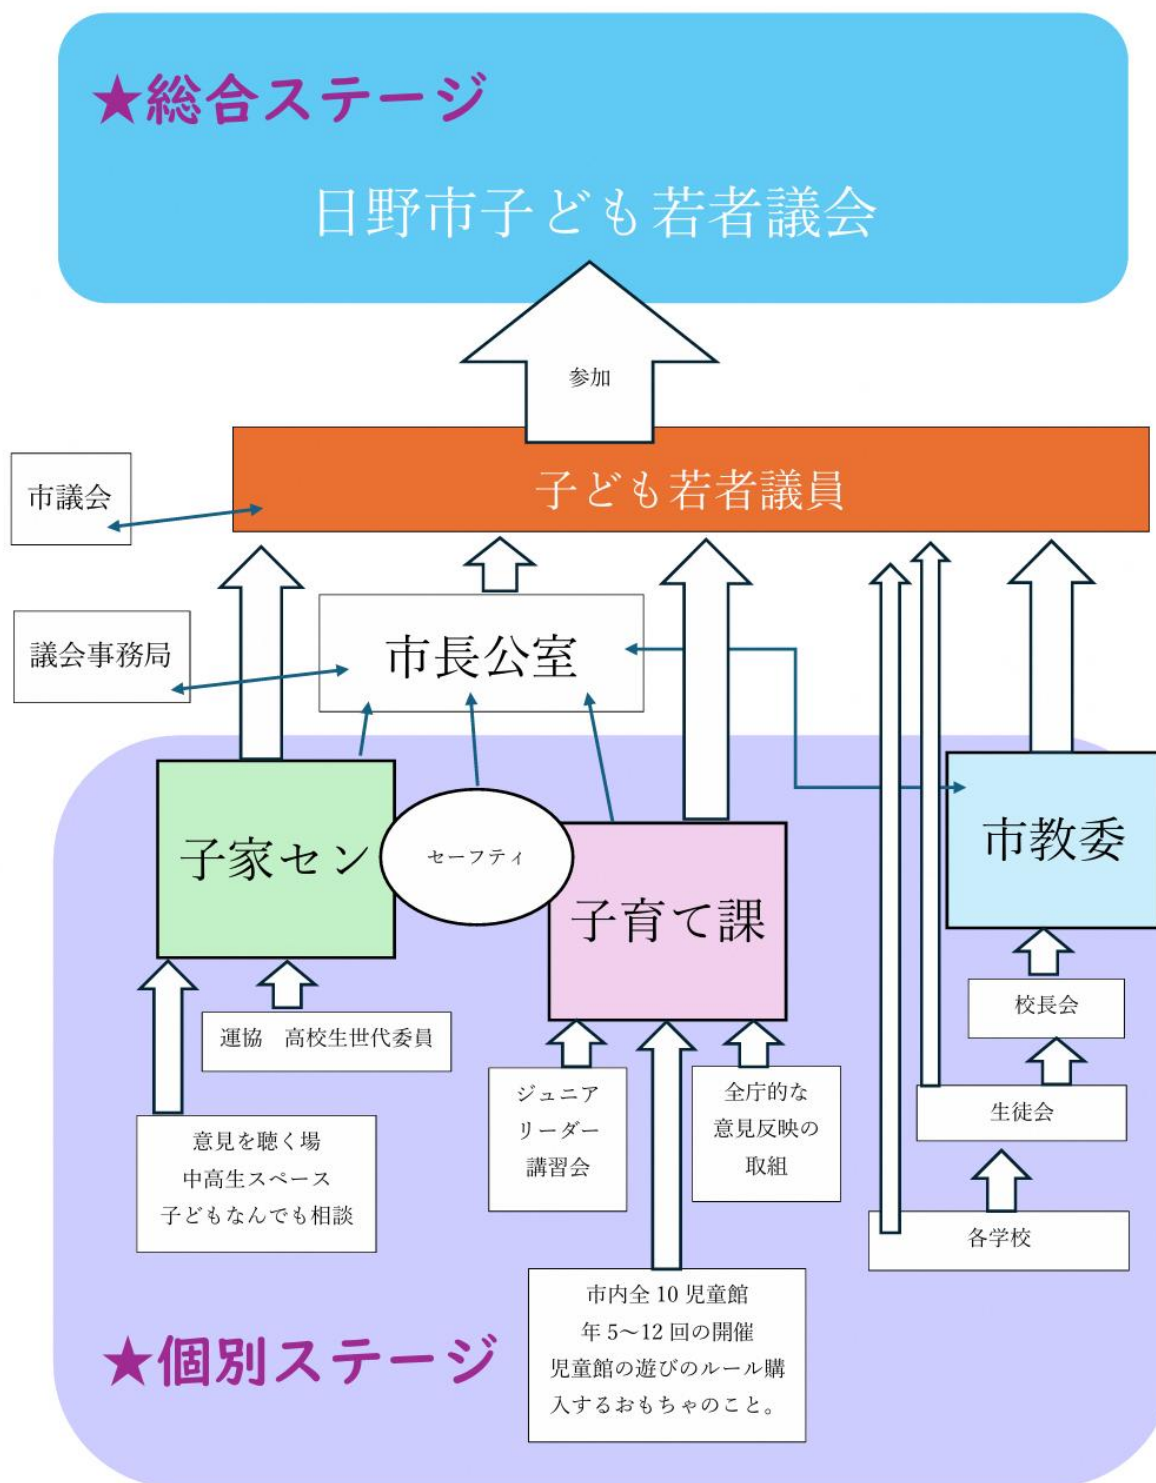 ★総合ステージ
日野市子ども若者議会
参加
市議会
子ども若者議員
議会事務局
市長公室
子家セン
セーフティ
子育て課
市教委
校長会
運協　高校生世代委員
生徒会
意見を聴く場
中高生スペース
子どもなんでも相談
ジュニア
リーダー
講習会
全庁的な
意見反映の
取組
各学校
市内全 10 児童館
年 5～12 回の開催
児童館の遊びのルール購
入するおもちゃのこと。
★個別ステージ